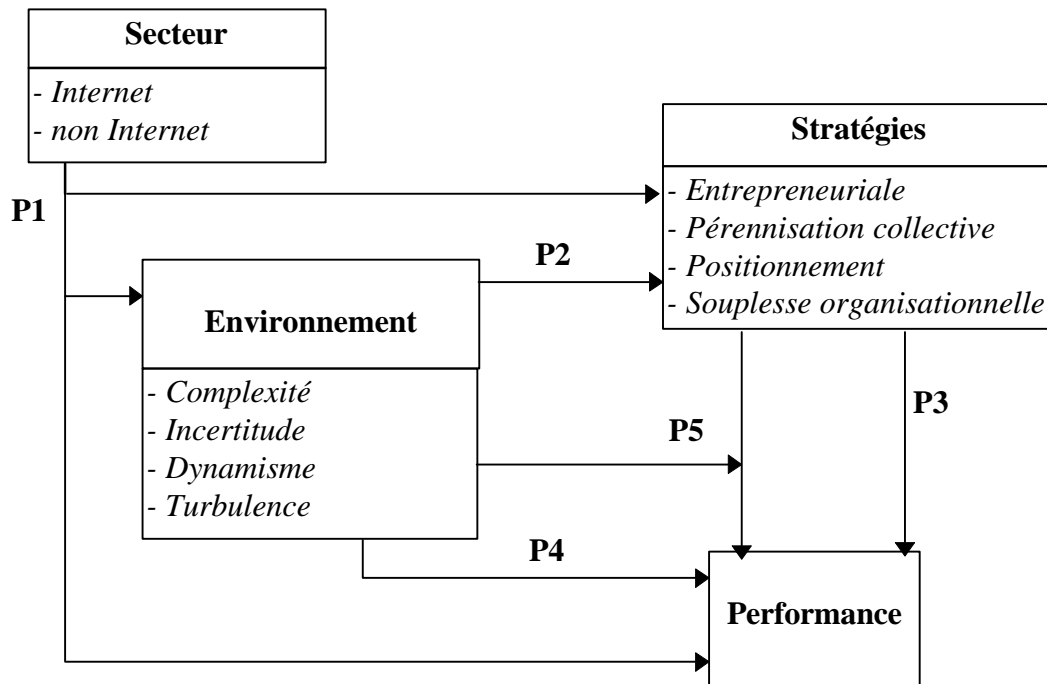 Secteur
- Internet
- non Internet
P1
Stratégies
- Entrepreneuriale
- Pérennisation collective
- Positionnement
- Souplesse organisationnelle
P2
Environnement
- Complexité
- Incertitude
- Dynamisme
- Turbulence
P5
P3
P4
Performance